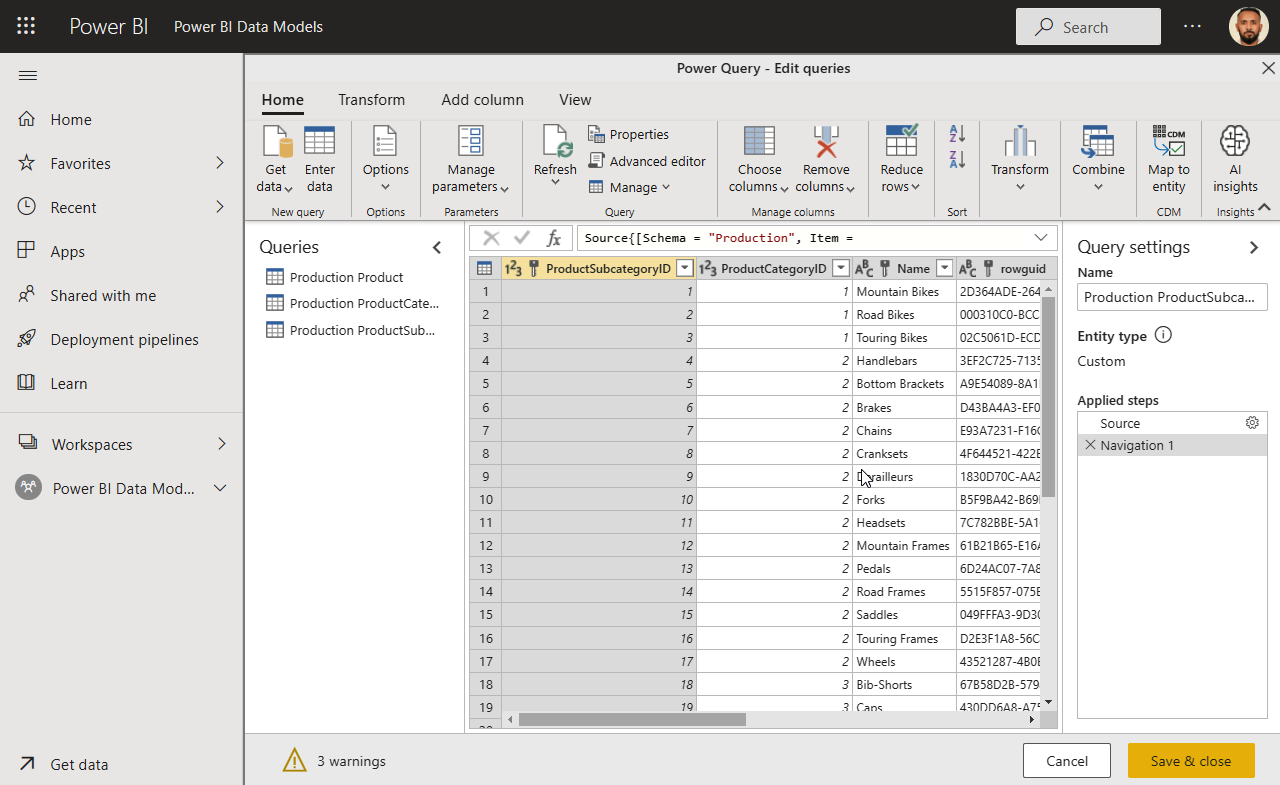 Power BI Power BI Data Models Search
Power Query - Edit queries
Home
Favorites
Recent
Apps
Shared with me
Deployment pipelines
Learn
Workspaces
Power BI Data Mod...
Get data
Home Transform Add column View
Get data
Enter data
New query
Options
Options
Manage parameters
Parameters
Refresh
Properties
Advanced editor
Manage
Query
Choose columns
Remove columns
Manage columns
Reduce rows
Sort
Transform
Combine
CDM
Map to entity
CDM
AI insights
Insights
Queries
Production Product
Production ProductCate...
Production ProductSub...
fx Source{[Schema = "Production", Item =
ProductSubcategoryID ProductCategoryID Name rowguid
1 1 1 Mountain Bikes 2D364ADE-264
2 2 1 Road Bikes 000310C0-BCC
3 3 1 Touring Bikes 02C5061D-ECD
4 4 2 Handlebars 3EF2C725-7135
5 5 2 Bottom Brackets A9E54089-8A1
6 6 2 Brakes D43BA4A3-EF0
7 7 2 Chains E93A7231-F16
8 8 2 Cranksets 4F644521-422
9 9 2 Derailleurs 1830D70C-AA2
10 10 2 Forks B5F9BA42-B69
11 11 2 Headsets 7C782BBE-5A1
12 12 2 Mountain Frames 61B21B65-E16
13 13 2 Pedals 6D24AC07-7A8
14 14 2 Road Frames 5515F857-075
15 15 2 Saddles 049FFFA3-9D30
16 16 2 Touring Frames D2E3F1A8-56C
17 17 2 Wheels 43521287-4B0
18 18 3 Bib-Shorts 67B58D2B-579
19 19 3 Caps 430DD6A8-A75
Query settings
Name
Production ProductSubca...
Entity type
Custom
Applied steps
Source
Navigation 1
3 warnings
Cancel Save & close